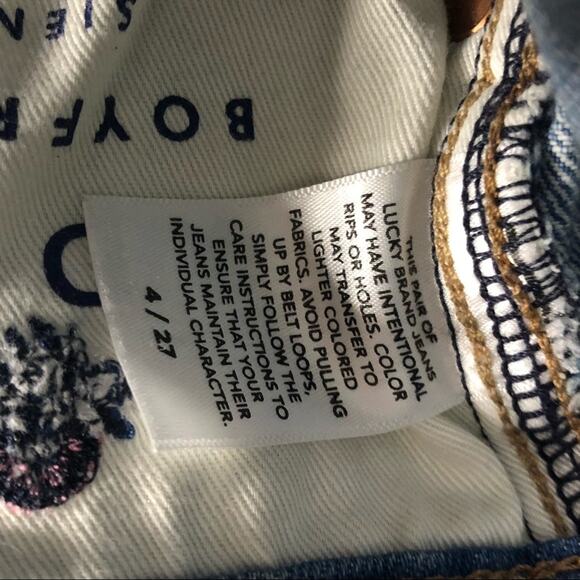 SIEN
BOYFR
THIS PAIR OF
LUCKY BRAND JEANS
MAY HAVE INTENTIONAL
RIPS OR HOLES. COLOR
MAY TRANSFER TO
LIGHTER COLORED
FABRICS. AVOID PULLING
UP BY BELT LOOPS,
SIMPLY FOLLOW THE
CARE INSTRUCTIONS TO
ENSURE THAT YOUR
JEANS MAINTAIN THEIR
INDIVIDUAL CHARACTER.
4 / 27